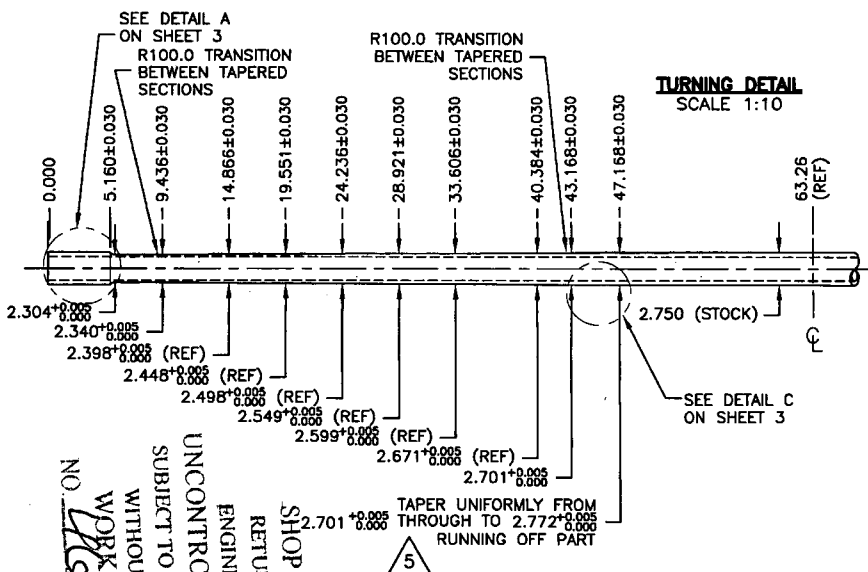 SEE DETAIL A
ON SHEET 3
R100.0 TRANSITION
BETWEEN TAPERED
SECTIONS
R100.0 TRANSITION
BETWEEN TAPERED
SECTIONS
TURNING DETAIL
SCALE 1:10
0.000
5.160±0.030
9.436±0.030
14.866±0.030
19.551±0.030
24.236±0.030
28.921±0.030
33.606±0.030
40.384±0.030
43.168±0.030
47.168±0.030
63.26
(REF)
2.304+0.005 0.000
2.340+0.005 0.000
2.398+0.005 0.000 (REF)
2.448+0.005 0.000 (REF)
2.498+0.005 0.000 (REF)
2.549+0.005 0.000 (REF)
2.599+0.005 0.000 (REF)
2.671+0.005 0.000 (REF)
2.701+0.005 0.000
2.750 (STOCK)
℄
SEE DETAIL C
ON SHEET 3
TAPER UNIFORMLY FROM
2.701+0.005 0.000 THROUGH TO 2.772+0.005 0.000
RUNNING OFF PART
5
SHOP
RETU
ENGINE
UNCONTRO
SUBJECT TO
WITHOU
WORK
NO.